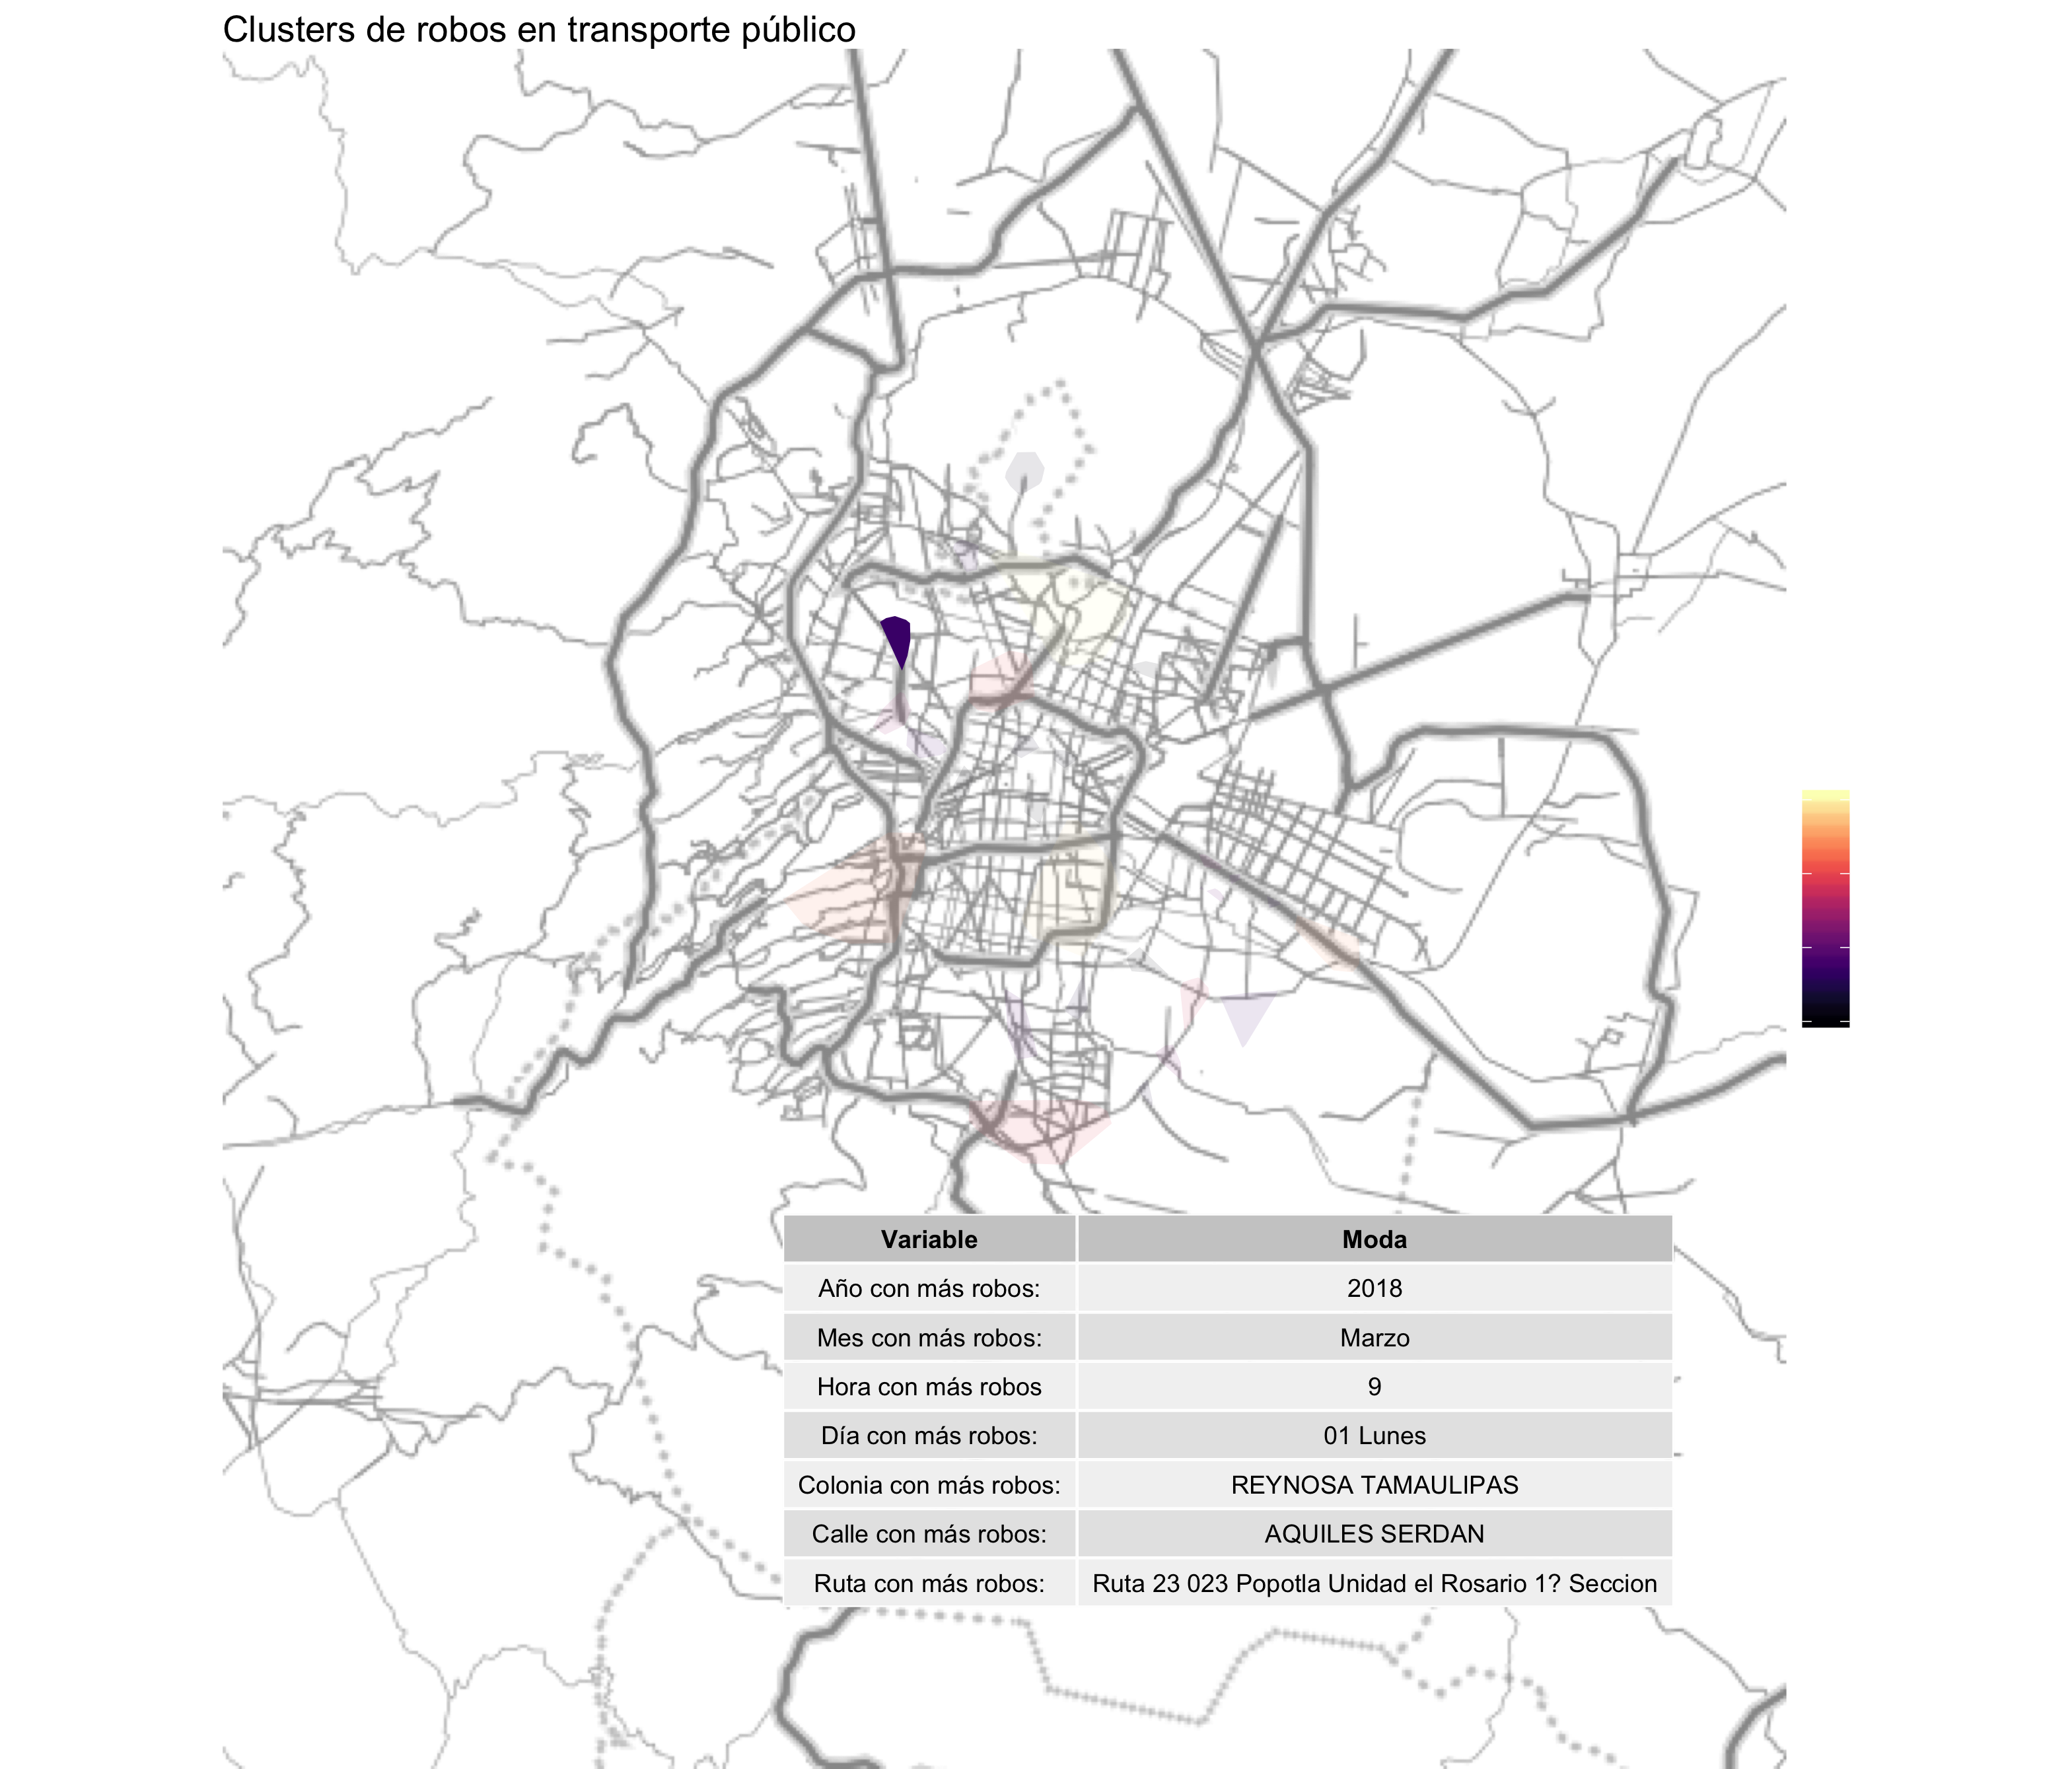 Clusters de robos en transporte público
Variable Moda
Año con más robos: 2018
Mes con más robos: Marzo
Hora con más robos 9
Día con más robos: 01 Lunes
Colonia con más robos: REYNOSA TAMAULIPAS
Calle con más robos: AQUILES SERDAN
Ruta con más robos: Ruta 23 023 Popotla Unidad el Rosario 1? Seccion